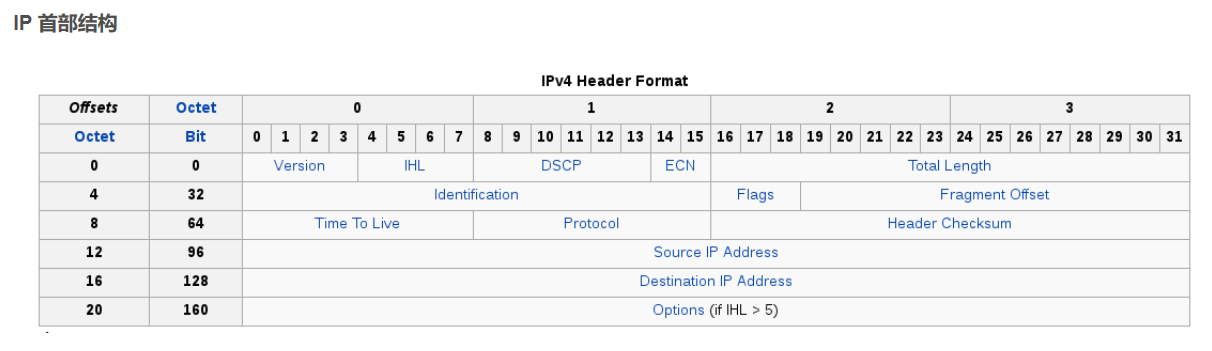 IP 首部结构
IPv4 Header Format
Offsets Octet 0 1 2 3
Octet Bit 0 1 2 3 4 5 6 7 8 9 10 11 12 13 14 15 16 17 18 19 20 21 22 23 24 25 26 27 28 29 30 31
0 0 Version IHL DSCP ECN Total Length
4 32 Identification Flags Fragment Offset
8 64 Time To Live Protocol Header Checksum
12 96 Source IP Address
16 128 Destination IP Address
20 160 Options (if IHL > 5)